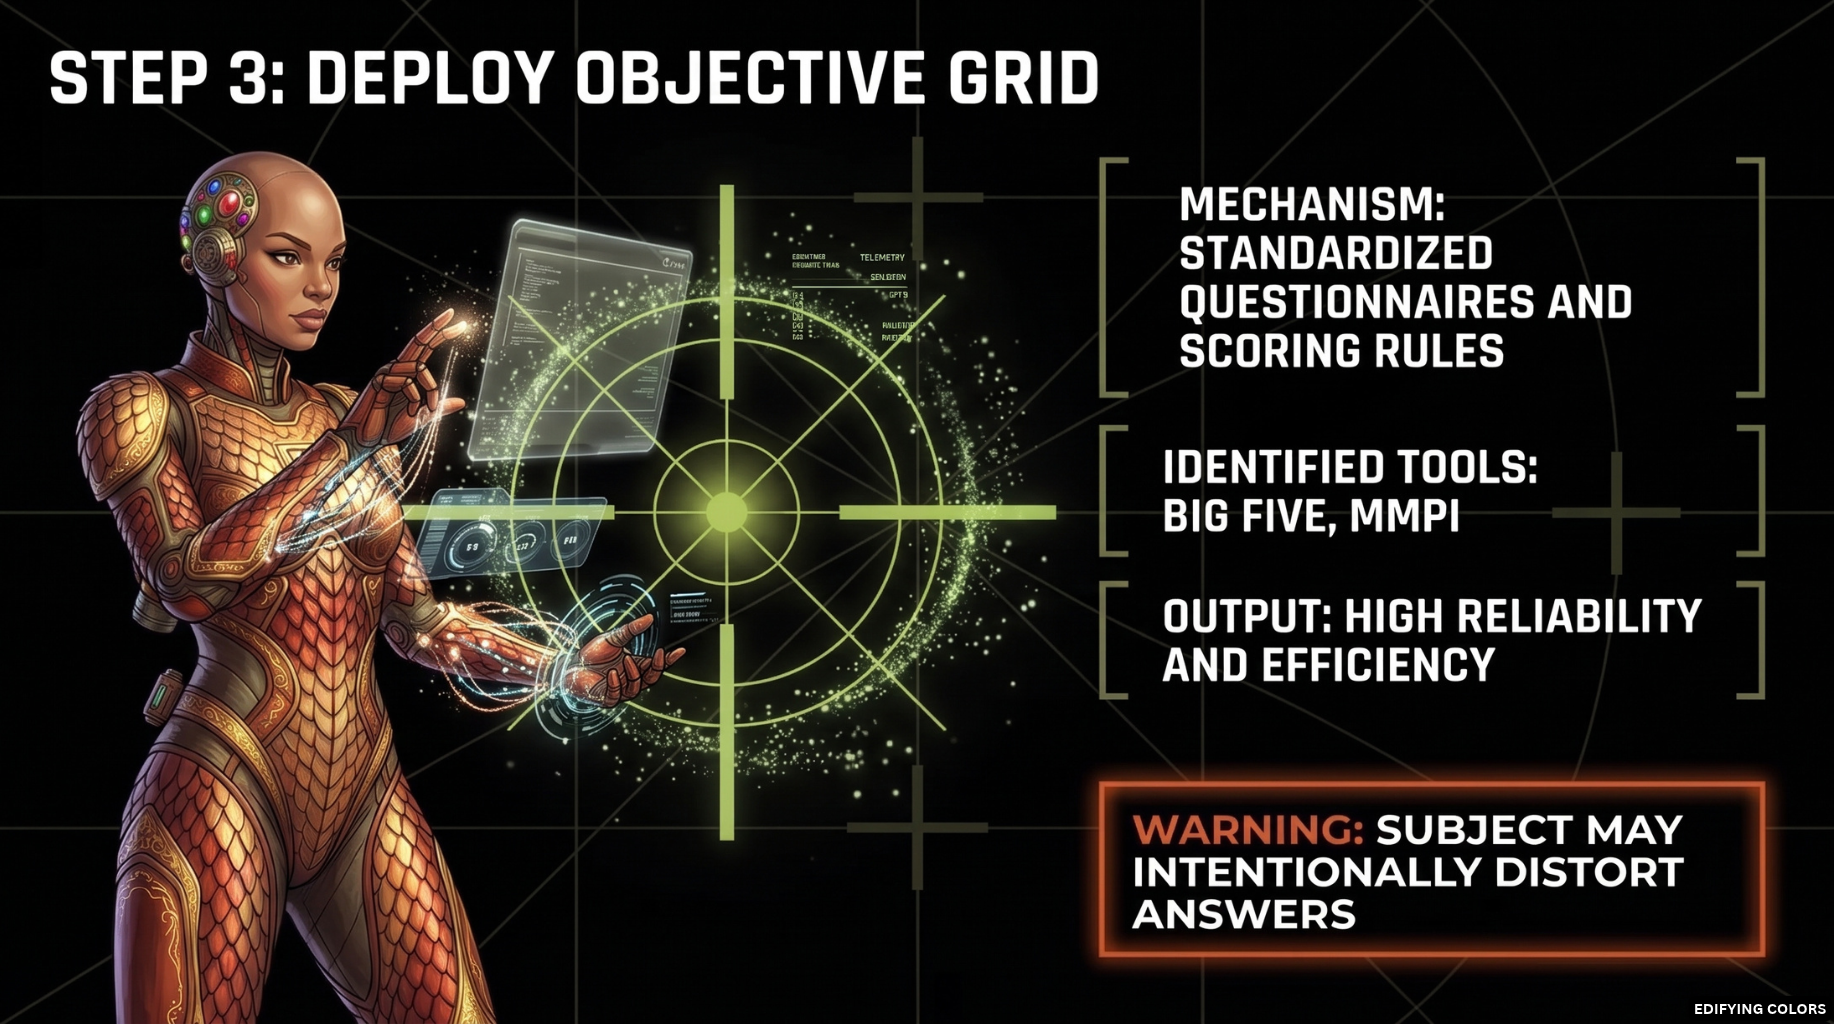 STEP 3: DEPLOY OBJECTIVE GRID
TELEMETRY
MECHANISM:
STANDARDIZED
QUESTIONNAIRES AND
SCORING RULES
IDENTIFIED TOOLS:
BIG FIVE, MMPI
OUTPUT: HIGH RELIABILITY
AND EFFICIENCY
WARNING: SUBJECT MAY
INTENTIONALLY DISTORT
ANSWERS
EDIFYING COLORS